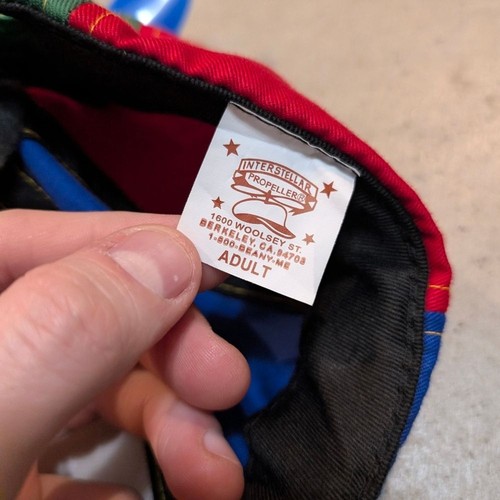 INTERSTELLAR
PROPELLER®
1600 WOOLSEY ST.
BERKELEY, CA. 94703
1-800-BEANY-ME
ADULT